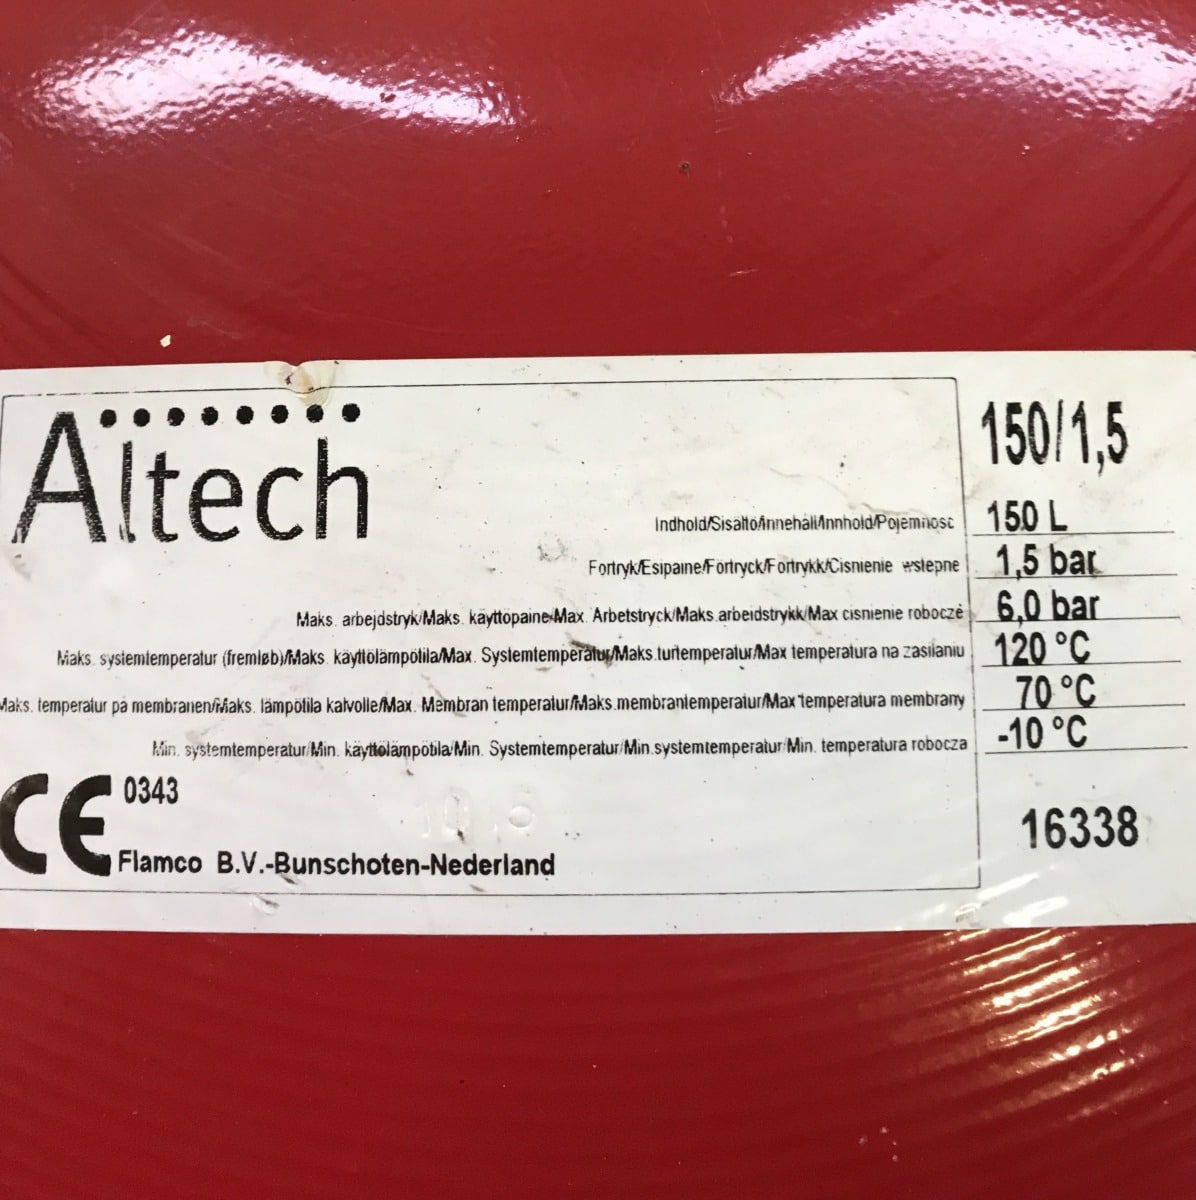 Altech
150/1,5
Indhold/Sisältö/Innehåll/Innhold/Pojemnosc 150 L
Fortryk/Esipaine/Förtryck/Fortrykk/Cisnienie wstepne 1,5 bar
Maks. arbejdstryk/Maks. käyttöpaine/Max. Arbetstryck/Maks.arbeidstrykk/Max cisnienie robocze 6,0 bar
Maks. systemtemperatur (fremløb)/Maks. käyttölämpötila/Max. Systemtemperatur/Maks.turtemperatur/Max temperatura na zasilaniu 120 °C
Maks. temperatur på membranen/Maks. lämpötila kalvolle/Max. Membran temperatur/Maks.membrantemperatur/Max temperatura membrany 70 °C
Min. systemtemperatur/Min. käyttölämpötila/Min. Systemtemperatur/Min.systemtemperatur/Min. temperatura robocza -10 °C
CE 0343
Flamco B.V.-Bunschoten-Nederland
16338